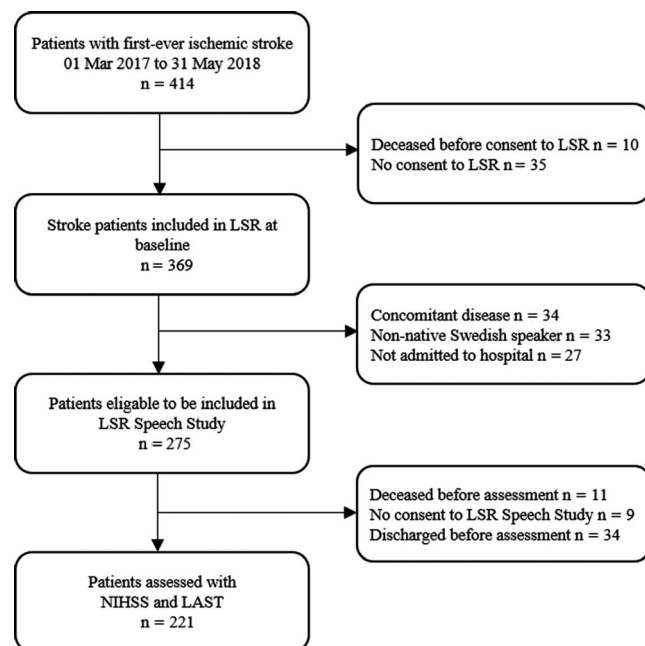 Patients with first-ever ischemic stroke
01 Mar 2017 to 31 May 2018
n = 414
Deceased before consent to LSR n = 10
No consent to LSR n = 35
Stroke patients included in LSR at
baseline
n = 369
Concomitant disease n = 34
Non-native Swedish speaker n = 33
Not admitted to hospital n = 27
Patients eligable to be included in
LSR Speech Study
n = 275
Deceased before assessment n = 11
No consent to LSR Speech Study n = 9
Discharged before assessment n = 34
Patients assessed with
NIHSS and LAST
n = 221